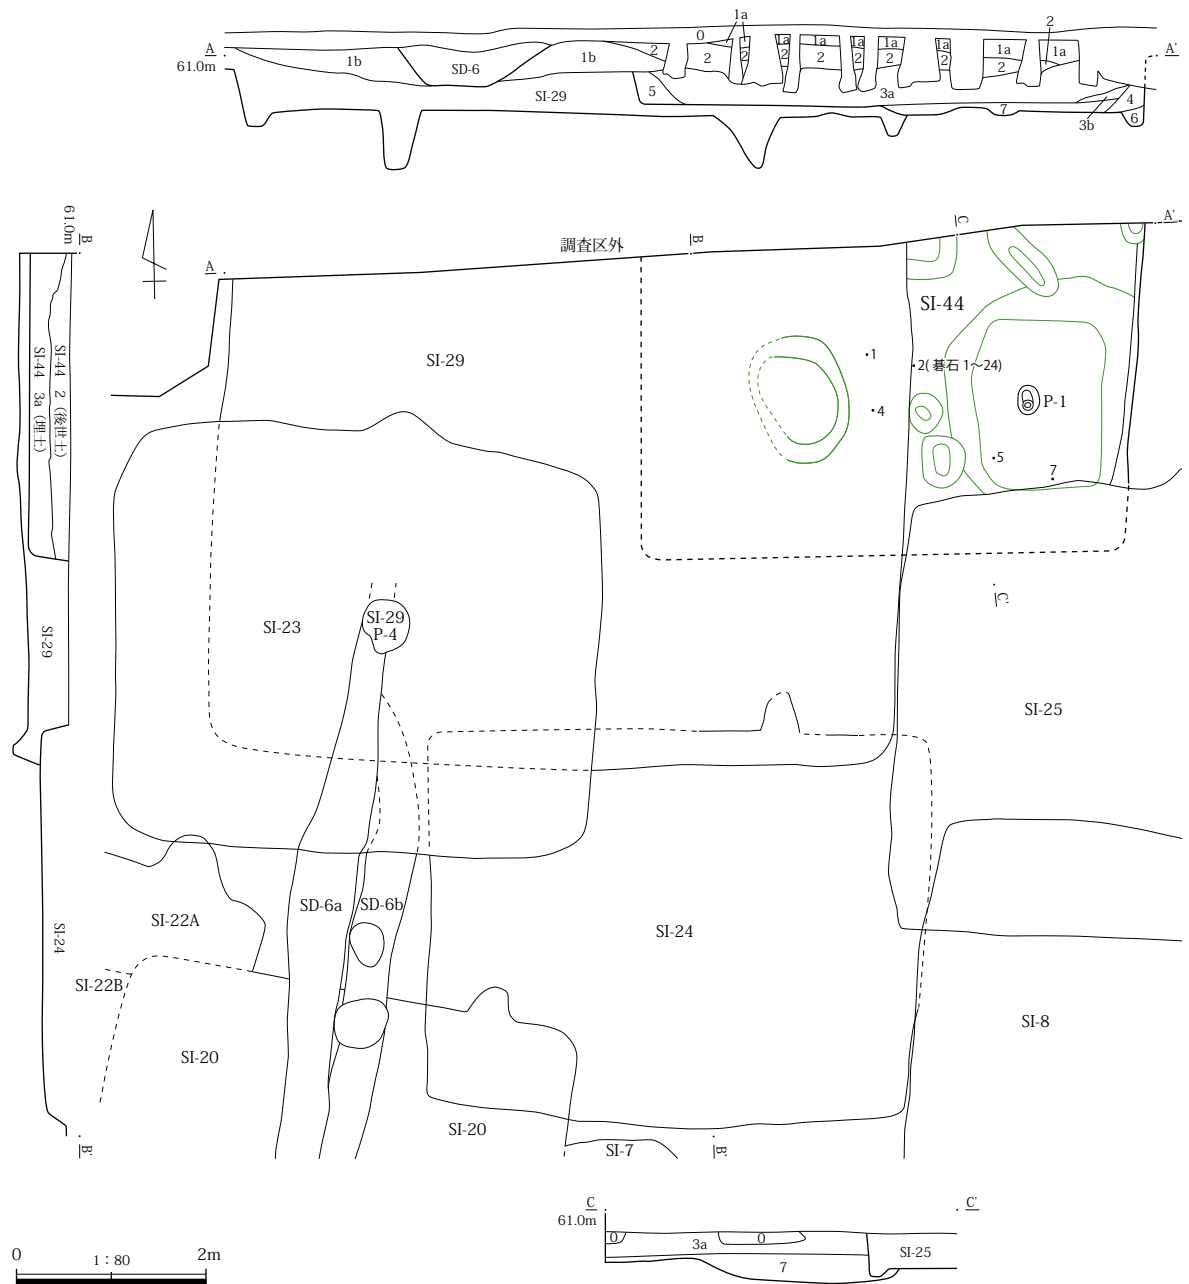 A
61.0m
1b
SD-6
1b
SI-29
2
5
0
2
1a
2
1a
2
1a
2
1a
2
1a
2
1a
2
1a
2
2
1a
3a
7
3b
4
6
A'
61.0m
B
SI-44 2（後世土）
SI-44 3a（埋土）
SI-29
SI-24
B'
調査区外
A
B
C
A'
SI-29
SI-44
1
2( 碁石 1～24)
4
P-1
5
7
C'
SI-23
SI-29
P-4
SI-25
SD-6a
SD-6b
SI-22A
SI-24
SI-22B
SI-20
SI-8
SI-20
SI-7
B'
C
61.0m
C'
0
3a
0
7
SI-25
0
1：80
2m